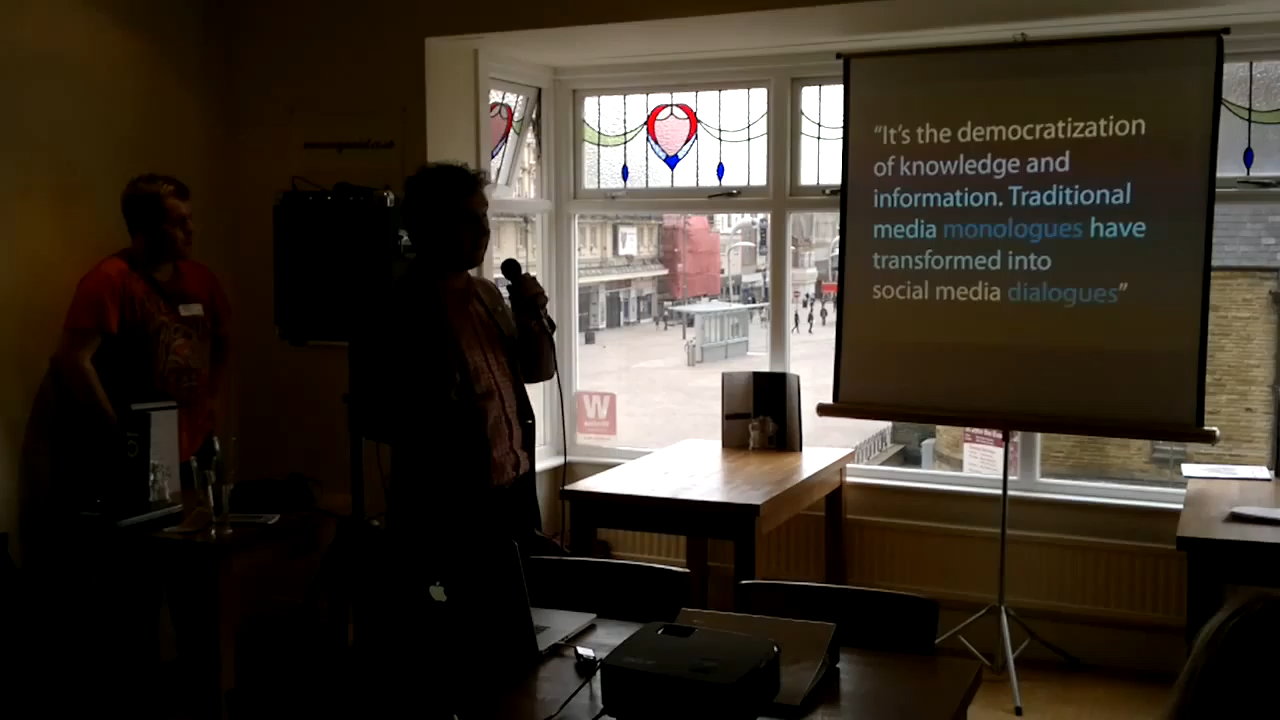 “It’s the democratization
of knowledge and
information. Traditional
media monologues have
transformed into
social media dialogues”
W